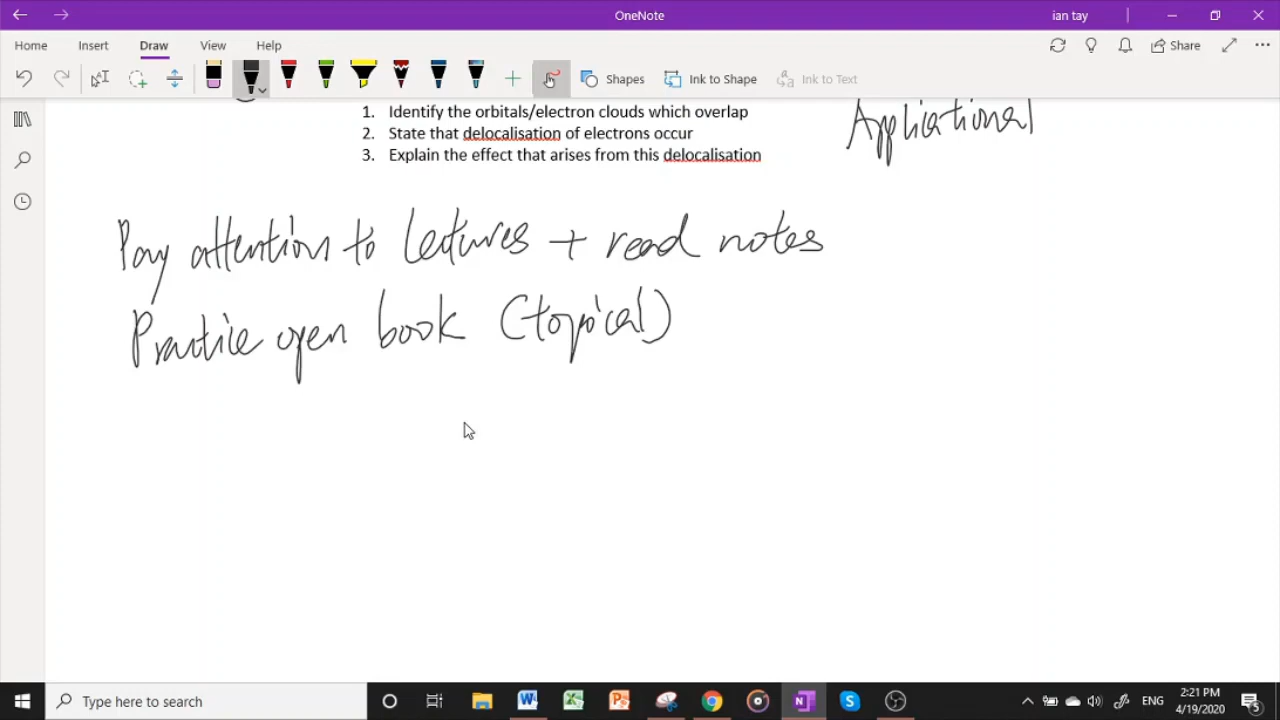 OneNote
ian tay
Home Insert Draw View Help
Share
Shapes
Ink to Shape
Ink to Text
1. Identify the orbitals/electron clouds which overlap
2. State that delocalisation of electrons occur
3. Explain the effect that arises from this delocalisation
Applicational
Pay attention to lectures + read notes
Practice open book (topical)
Type here to search
ENG
2:21 PM
4/19/2020
5